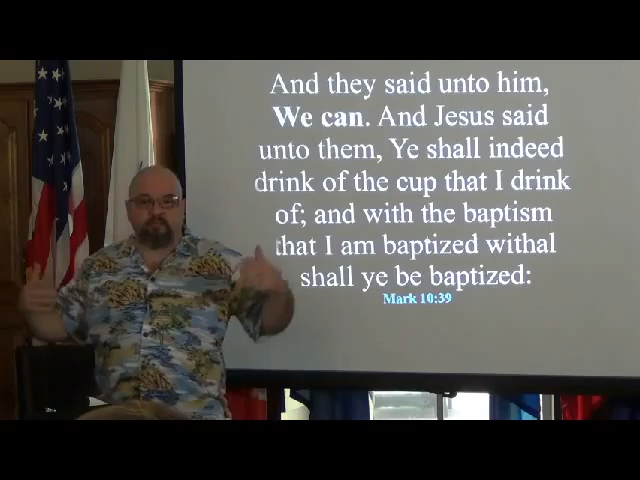 And they said unto him,
We can. And Jesus said
unto them, Ye shall indeed
drink of the cup that I drink
of; and with the baptism
that I am baptized withal
shall ye be baptized:
Mark 10:39